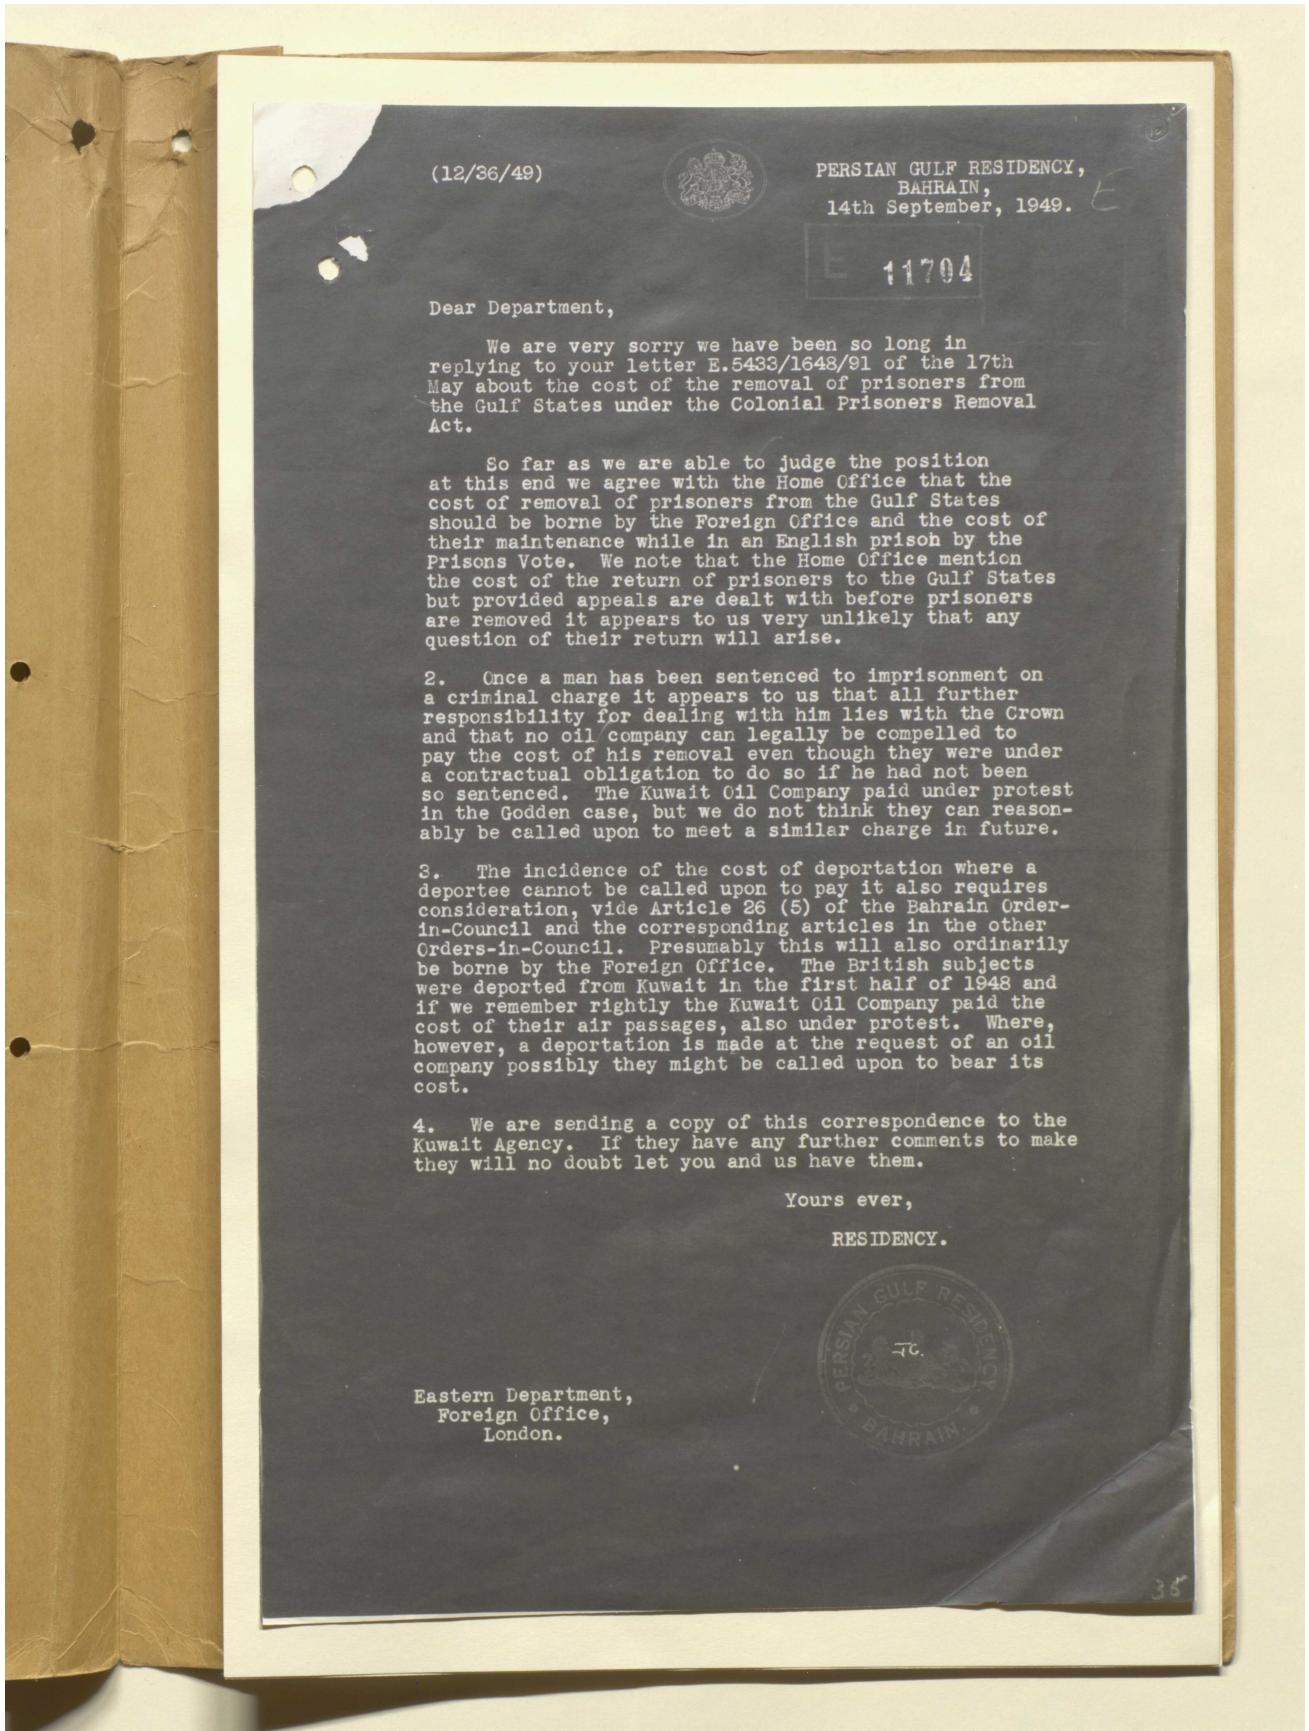 (12/36/49)
PERSIAN GULF RESIDENCY,
BAHRAIN,
14th September, 1949.
E
E 11704
Dear Department,
We are very sorry we have been so long in
replying to your letter E.5433/1648/91 of the 17th
May about the cost of the removal of prisoners from
the Gulf States under the Colonial Prisoners Removal
Act.
So far as we are able to judge the position
at this end we agree with the Home Office that the
cost of removal of prisoners from the Gulf States
should be borne by the Foreign Office and the cost of
their maintenance while in an English prison by the
Prisons Vote. We note that the Home Office mention
the cost of the return of prisoners to the Gulf States
but provided appeals are dealt with before prisoners
are removed it appears to us very unlikely that any
question of their return will arise.
2. Once a man has been sentenced to imprisonment on
a criminal charge it appears to us that all further
responsibility for dealing with him lies with the Crown
and that no oil company can legally be compelled to
pay the cost of his removal even though they were under
a contractual obligation to do so if he had not been
so sentenced. The Kuwait Oil Company paid under protest
in the Godden case, but we do not think they can reason-
ably be called upon to meet a similar charge in future.
3. The incidence of the cost of deportation where a
deportee cannot be called upon to pay it also requires
consideration, vide Article 26 (5) of the Bahrain Order-
in-Council and the corresponding articles in the other
Orders-in-Council. Presumably this will also ordinarily
be borne by the Foreign Office. The British subjects
were deported from Kuwait in the first half of 1948 and
if we remember rightly the Kuwait Oil Company paid the
cost of their air passages, also under protest. Where,
however, a deportation is made at the request of an oil
company possibly they might be called upon to bear its
cost.
4. We are sending a copy of this correspondence to the
Kuwait Agency. If they have any further comments to make
they will no doubt let you and us have them.
Yours ever,
RESIDENCY.
PERSIAN GULF RESIDENCY
BAHRAIN.
Eastern Department,
Foreign Office,
London.
35